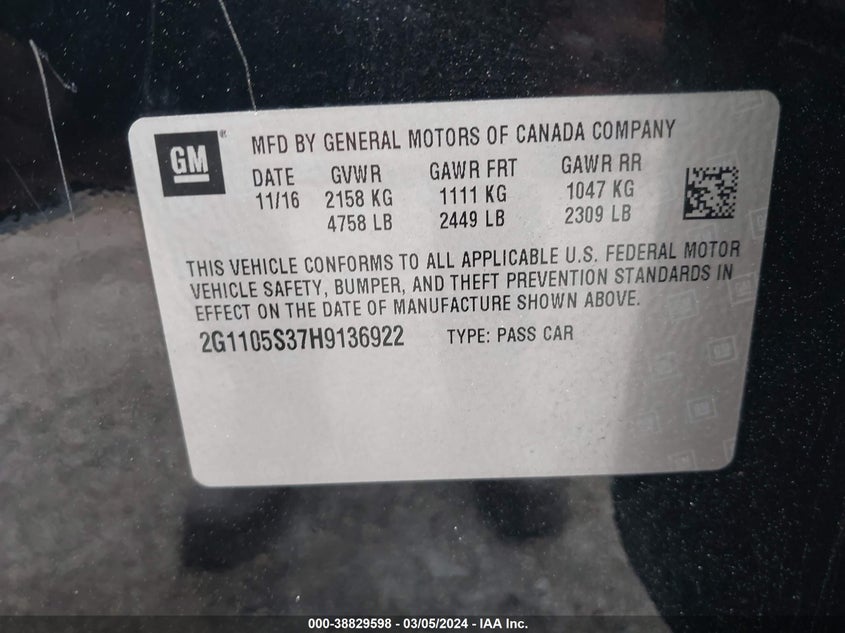 GM
MFD BY GENERAL MOTORS OF CANADA COMPANY
DATE GVWR GAWR FRT GAWR RR
11/16 2158 KG 1111 KG 1047 KG
4758 LB 2449 LB 2309 LB
THIS VEHICLE CONFORMS TO ALL APPLICABLE U.S. FEDERAL MOTOR
VEHICLE SAFETY, BUMPER, AND THEFT PREVENTION STANDARDS IN
EFFECT ON THE DATE OF MANUFACTURE SHOWN ABOVE.
2G1105S37H9136922 TYPE: PASS CAR
000-38829598 - 03/05/2024 - IAA Inc.